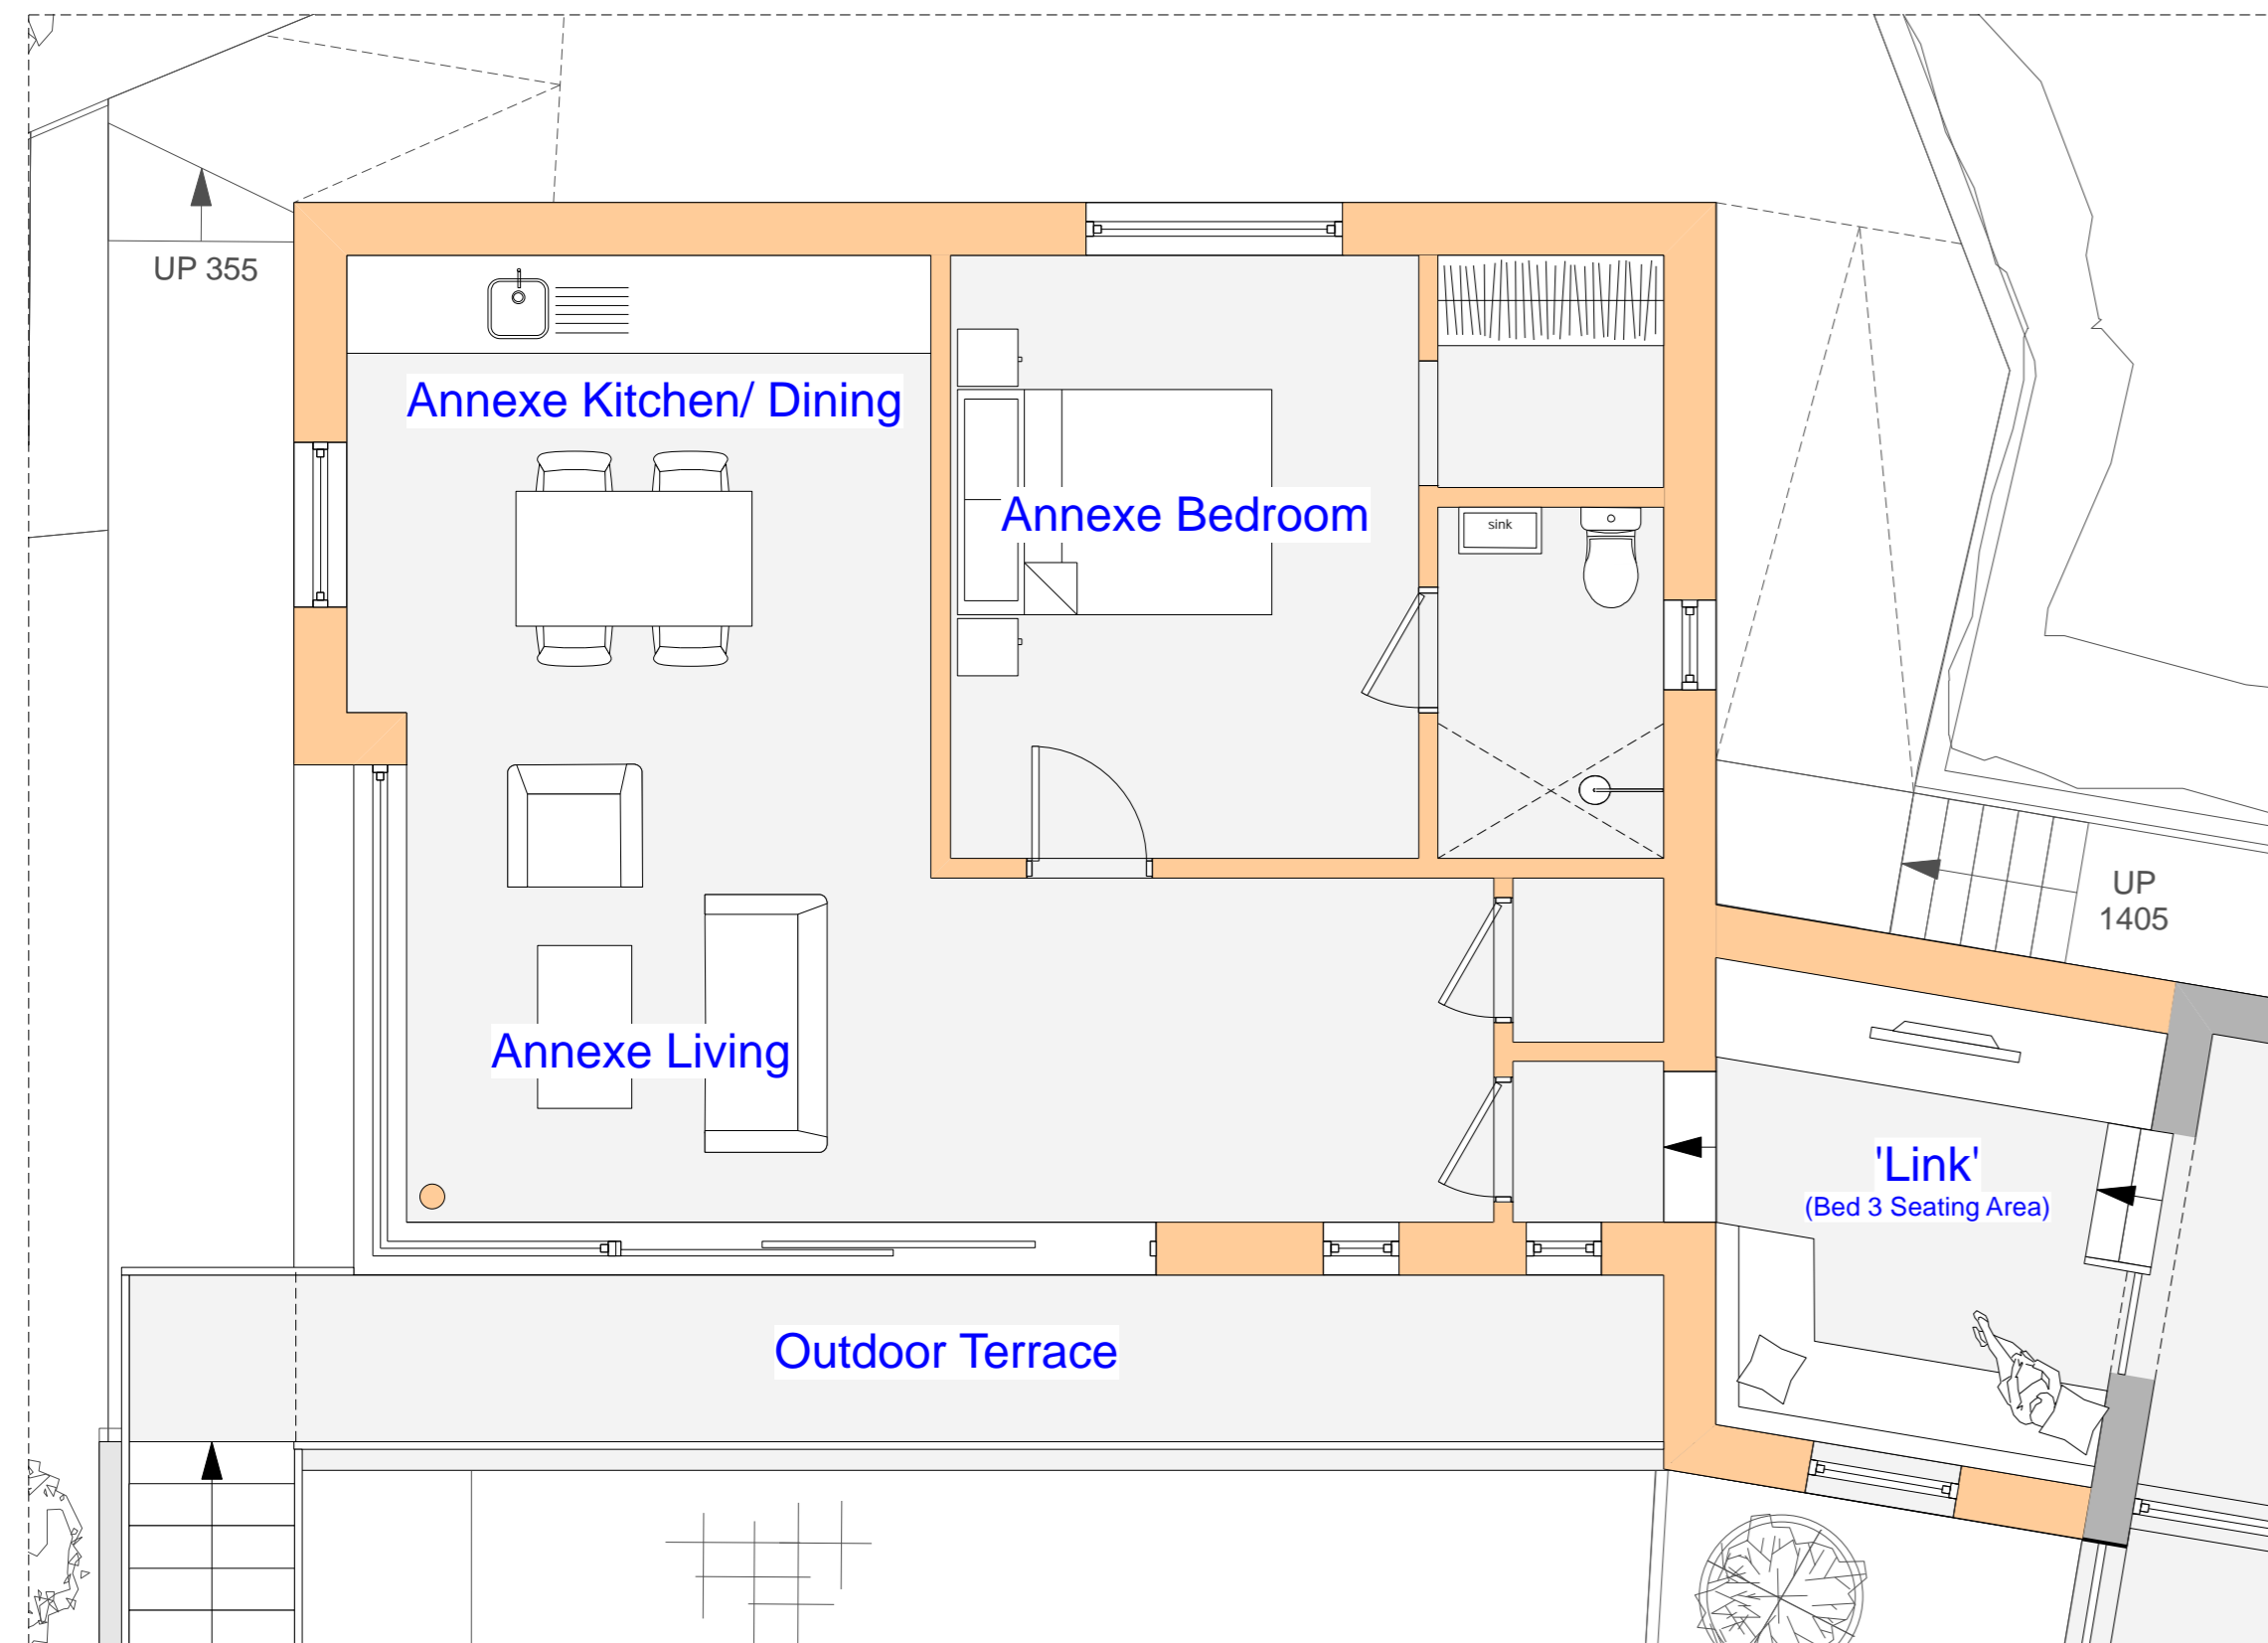 UP 355
Annexe Kitchen/ Dining
Annexe Bedroom
sink
UP
1405
Annexe Living
'Link'
(Bed 3 Seating Area)
Outdoor Terrace